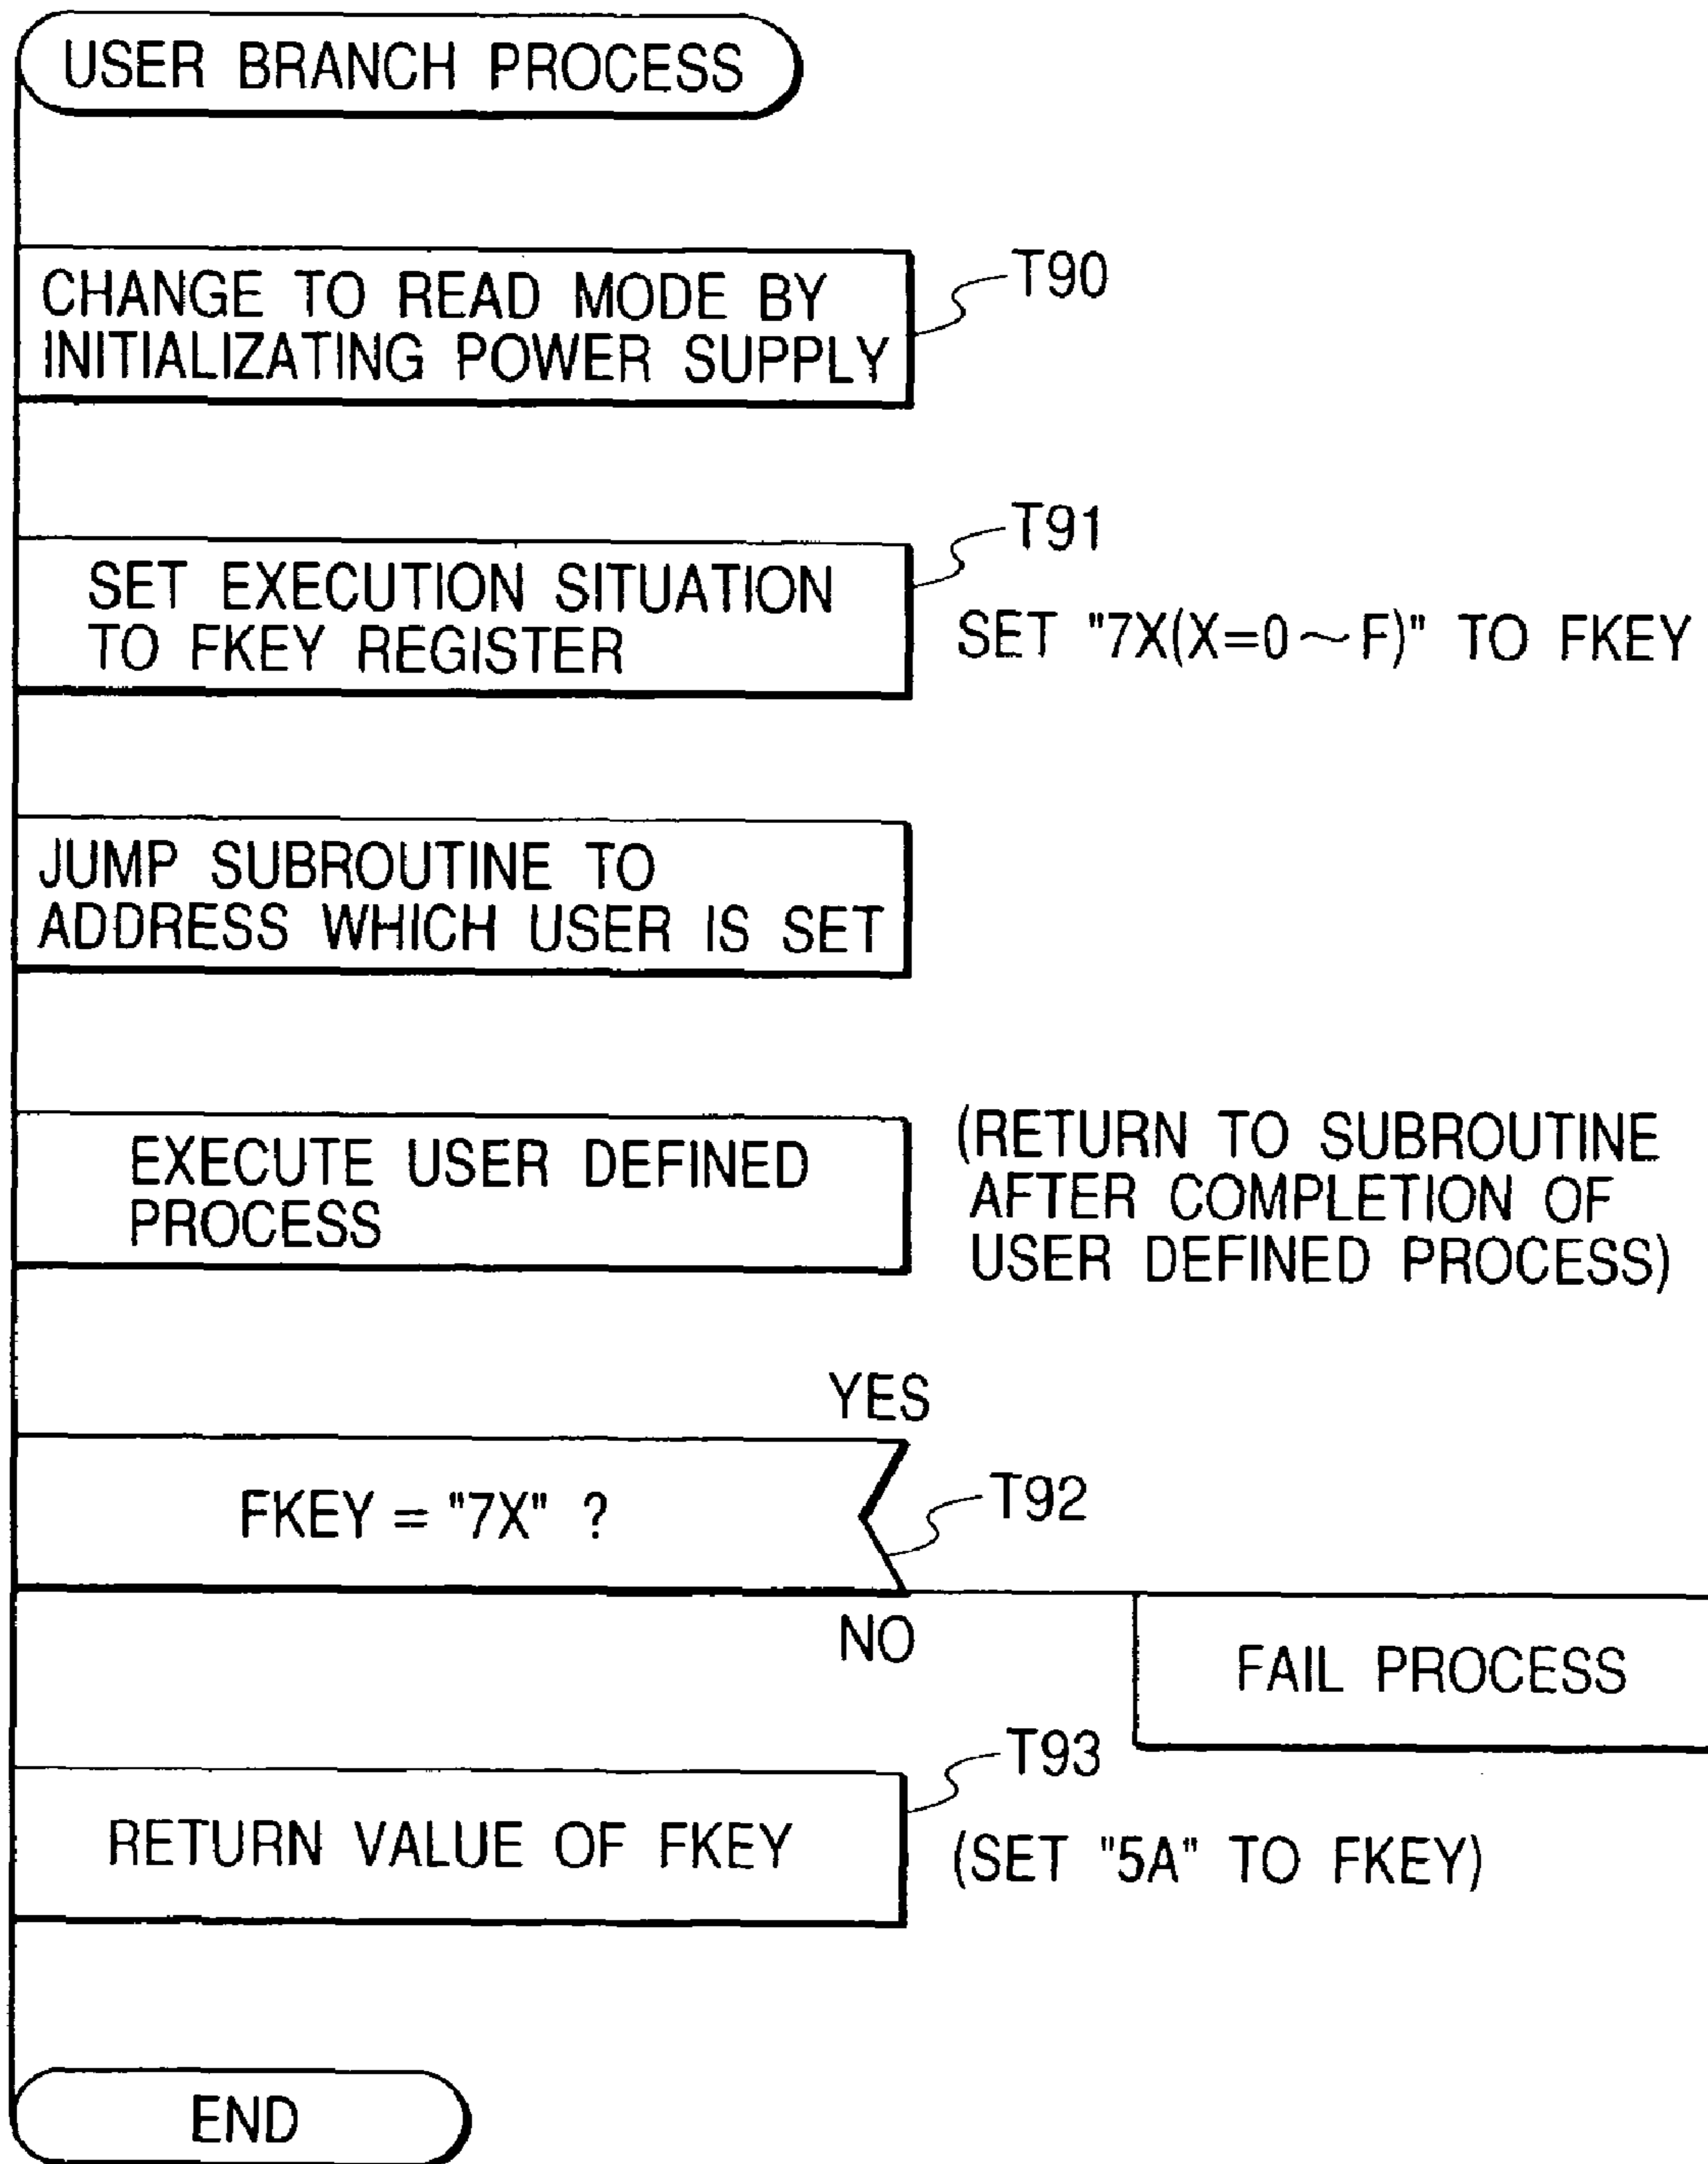 USER BRANCH PROCESS
CHANGE TO READ MODE BY
INITIALIZATING POWER SUPPLY
T90
SET EXECUTION SITUATION
TO FKEY REGISTER
T91
SET "7X(X=0~F)" TO FKEY
JUMP SUBROUTINE TO
ADDRESS WHICH USER IS SET
EXECUTE USER DEFINED
PROCESS
(RETURN TO SUBROUTINE
AFTER COMPLETION OF
USER DEFINED PROCESS)
YES
FKEY = "7X" ?
T92
NO
FAIL PROCESS
RETURN VALUE OF FKEY
T93
(SET "5A" TO FKEY)
END